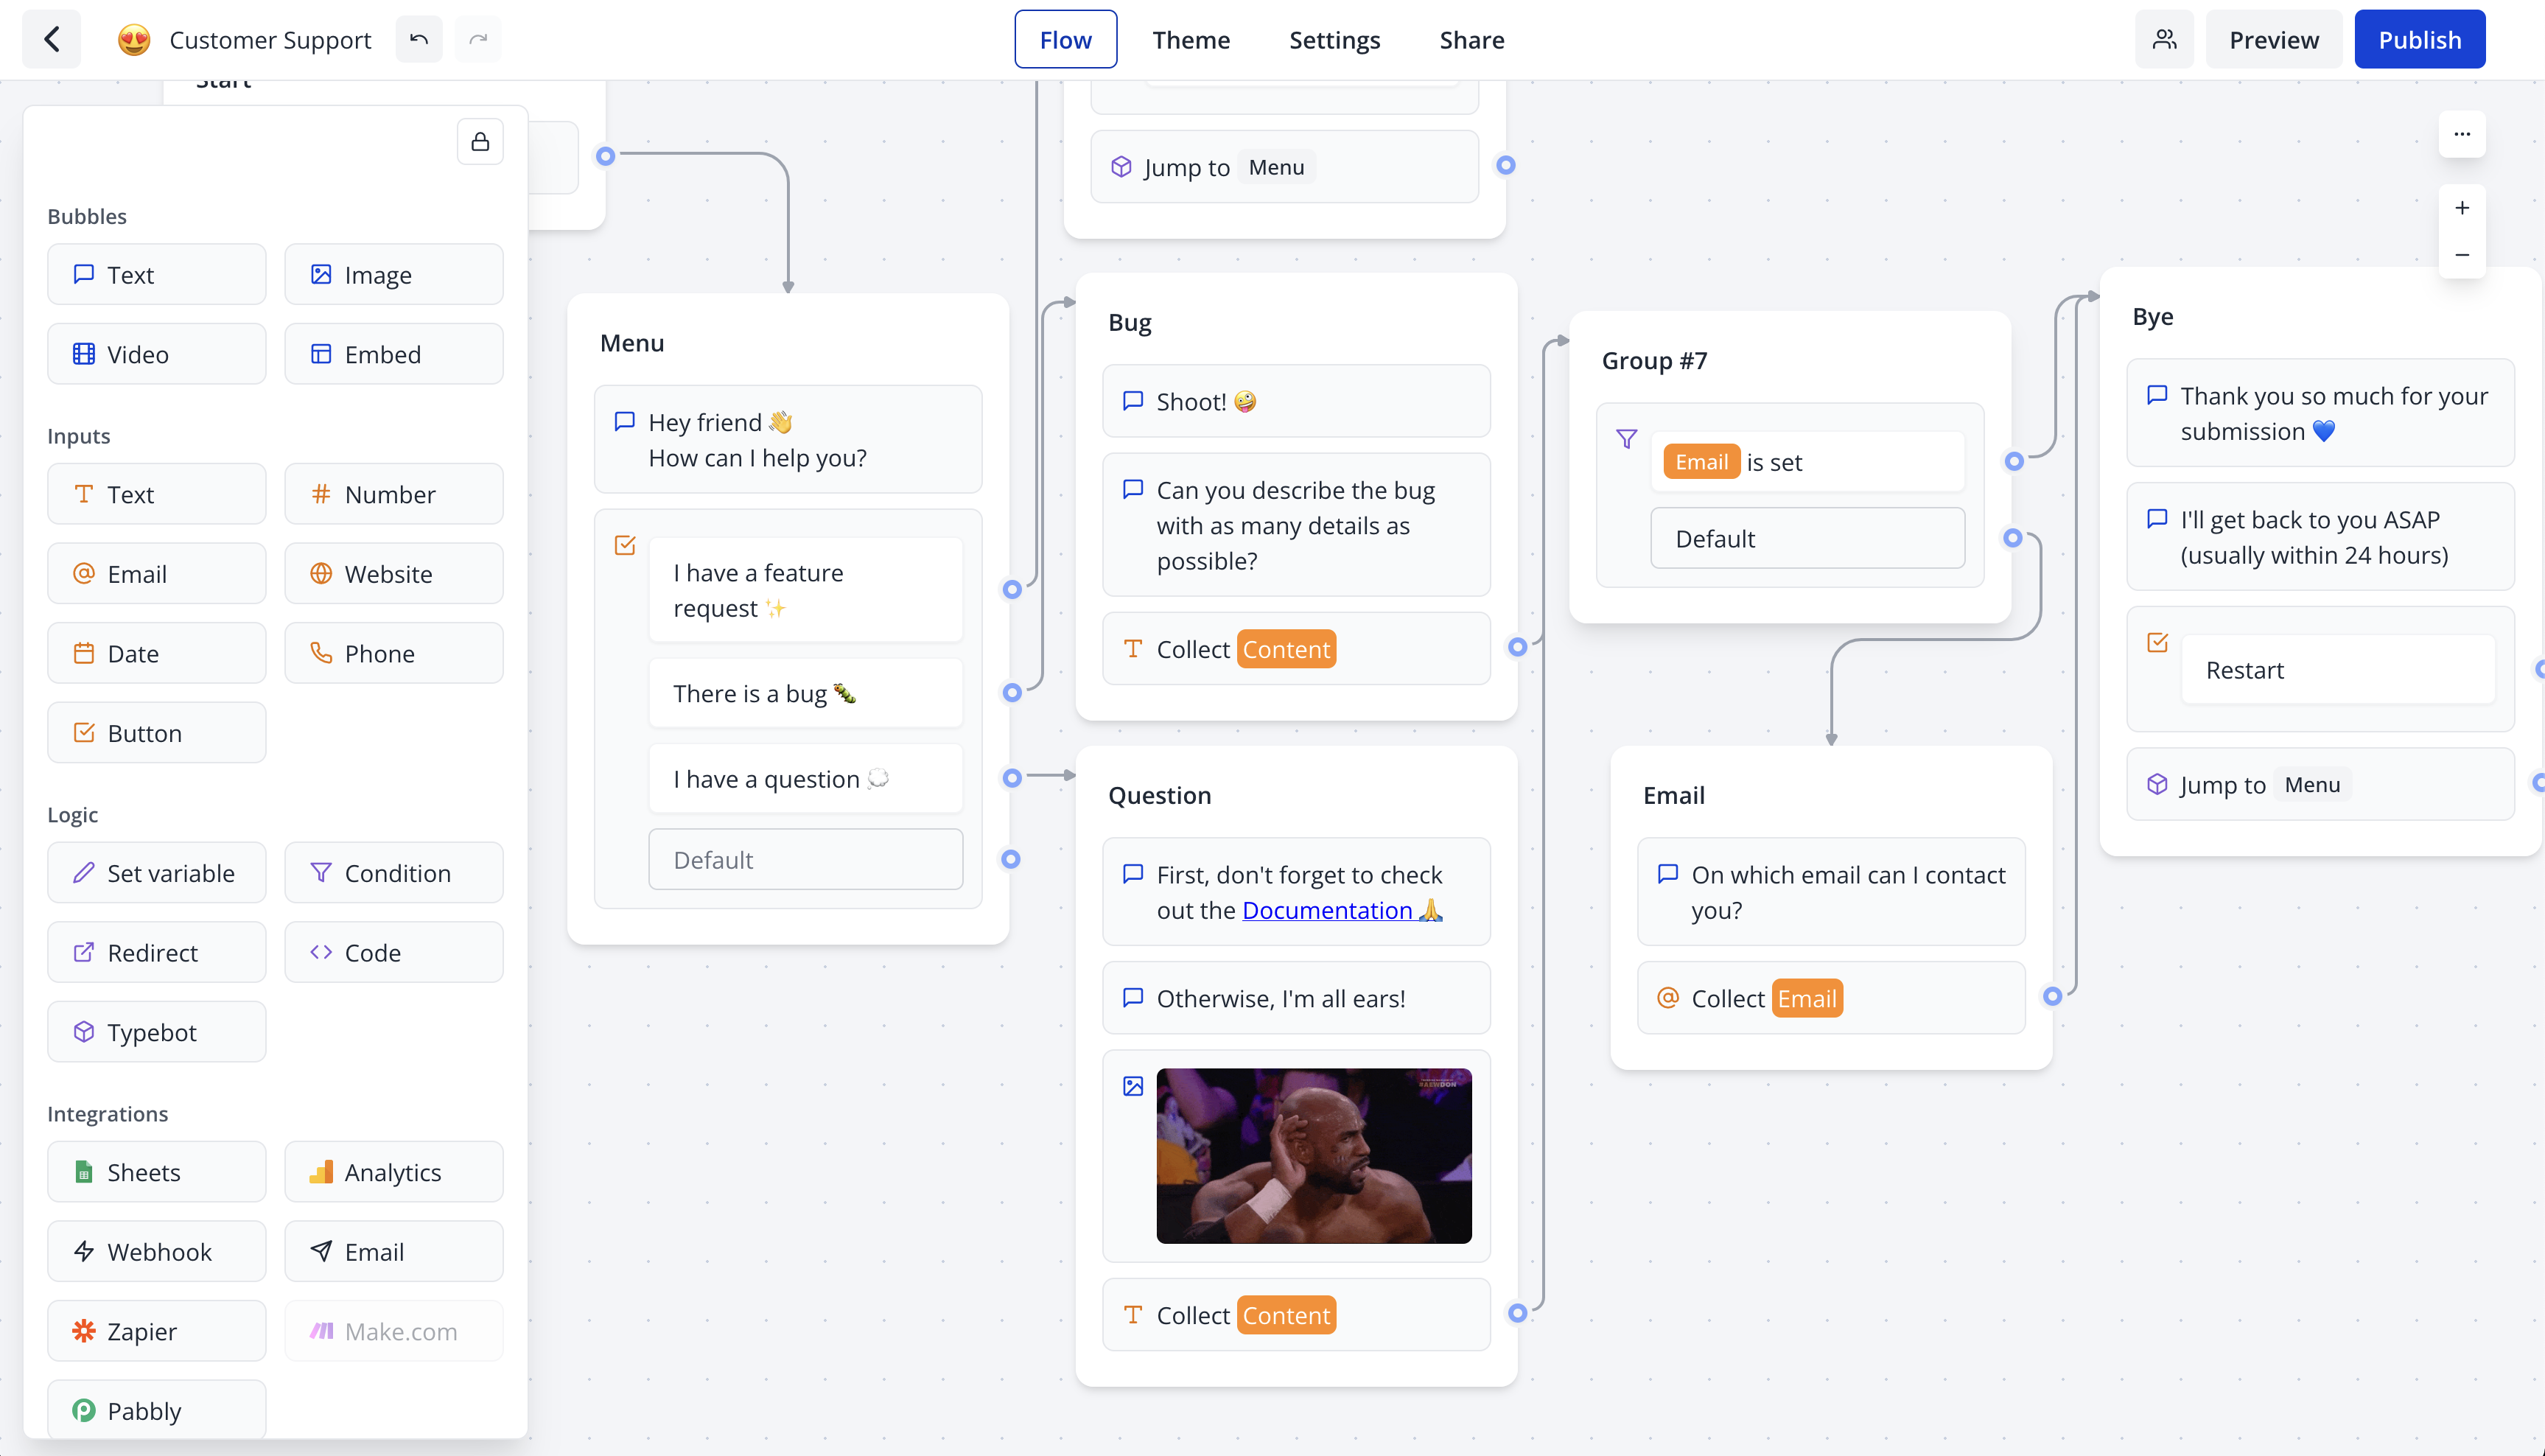 Customer Support
Flow
Theme
Settings
Share
Preview
Publish
Start
Bubbles
Text
Image
Video
Embed
Inputs
Text
Number
Email
Website
Date
Phone
Button
Logic
Set variable
Condition
Redirect
Code
Typebot
Integrations
Sheets
Analytics
Webhook
Email
Zapier
Make.com
Pabbly
Menu
Hey friend 👋
How can I help you?
I have a feature
request ✨
There is a bug 🐛
I have a question 💭
Default
Jump to Menu
Bug
Shoot! 🤪
Can you describe the bug
with as many details as
possible?
Collect Content
Question
First, don't forget to check
out the Documentation 🙏
Otherwise, I'm all ears!
Collect Content
Group #7
Email is set
Default
Email
On which email can I contact
you?
Collect Email
Bye
Thank you so much for your
submission 💙
I'll get back to you ASAP
(usually within 24 hours)
Restart
Jump to Menu